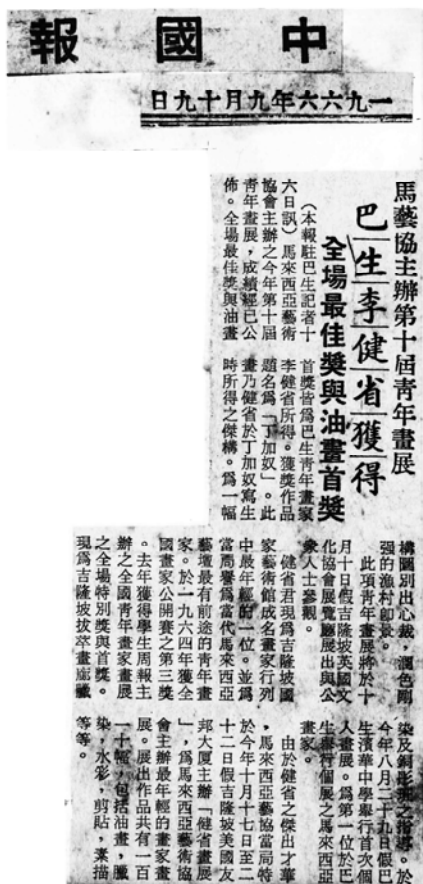 中國報
一九六六年九月十九日
馬藝協主辦第十屆青年畫展
巴生李健省獲得
全場最佳獎與油畫首獎
(本報駐巴生記者十
六日訊)馬來西亞藝術
協會主辦之今年第十屆
青年畫展,成績經已公
佈。全場最佳獎與油畫
首獎皆爲巴生青年畫家
李健省所得。獲獎作品
題名爲「丁加奴」。此
畫乃健省於丁加奴寫生
時所得之傑構。爲一幅
構圖別出心裁,潤色剛
强的漁村卽景。
此項青年畫展將於十
月十日假吉隆坡英國文
化協會展覽廳展出與公
衆人士參觀。
健省君現爲吉隆坡國
家藝術館成名畫家行列
中最年輕的一位。並爲
當局譽爲當代馬來西亞
藝壇最有前途的青年畫
家。於一九六四年獲全
國畫家公開賽之第三獎
。去年獲得學生周報主
辦之全國青年畫家畫展
之全場特別獎與首獎。
現爲吉隆坡拔萃畫廊
染及銅彫班之指導。於
今年八月二十九日假巴
生濱華中學舉行首次個
人畫展。爲第一位於巴
生舉行個展之馬來西亞
畫家。
由於健省之傑出才華
,馬來西亞藝協當局特
於今年十月十七日至二
十二日假吉隆坡美國友
邦大厦主辦「健省畫展
」,爲馬來西亞藝術協
會主辦最年輕的畫家畫
展。展出作品共有一百
一十幅,包括油畫,臘
染,水彩,剪貼,素描
等等。